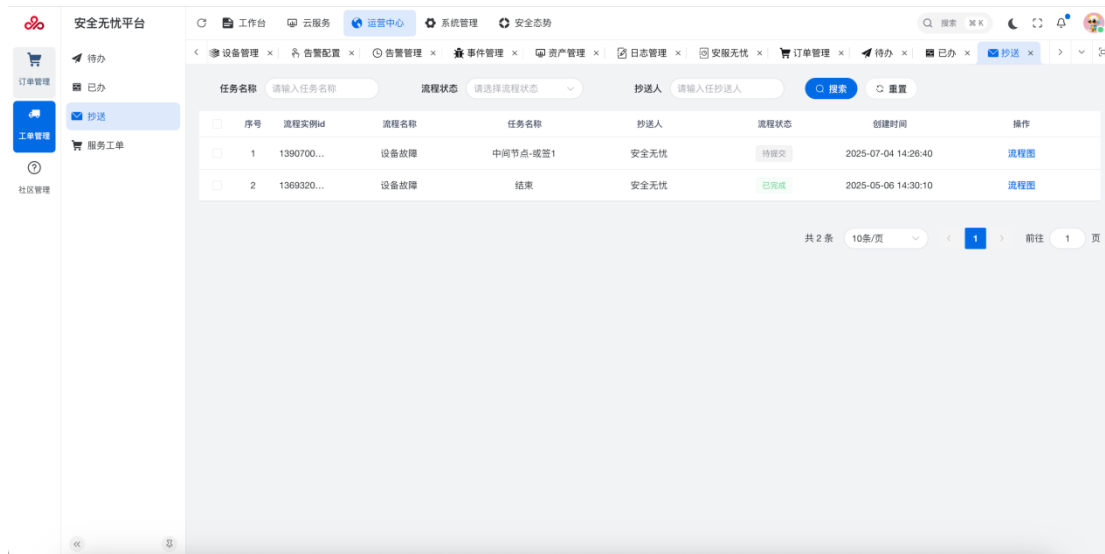 安全无忧平台 工作台 云服务 运营中心 系统管理 安全态势 搜索 ⌘ K
订单管理
工单管理
社区管理
待办
已办
抄送
服务工单
设备管理 × 告警配置 × 告警管理 × 事件管理 × 资产管理 × 日志管理 × 安服无忧 × 订单管理 × 待办 × 已办 × 抄送 ×
任务名称 请输入任务名称 流程状态 请选择流程状态 抄送人 请输入任抄送人 搜索 重置
序号 流程实例id 流程名称 任务名称 抄送人 流程状态 创建时间 操作
1 1390700... 设备故障 中间节点-或签1 安全无忧 待提交 2025-07-04 14:26:40 流程图
2 1369320... 设备故障 结束 安全无忧 已完成 2025-05-06 14:30:10 流程图
共 2 条 10条/页 1 前往 1 页